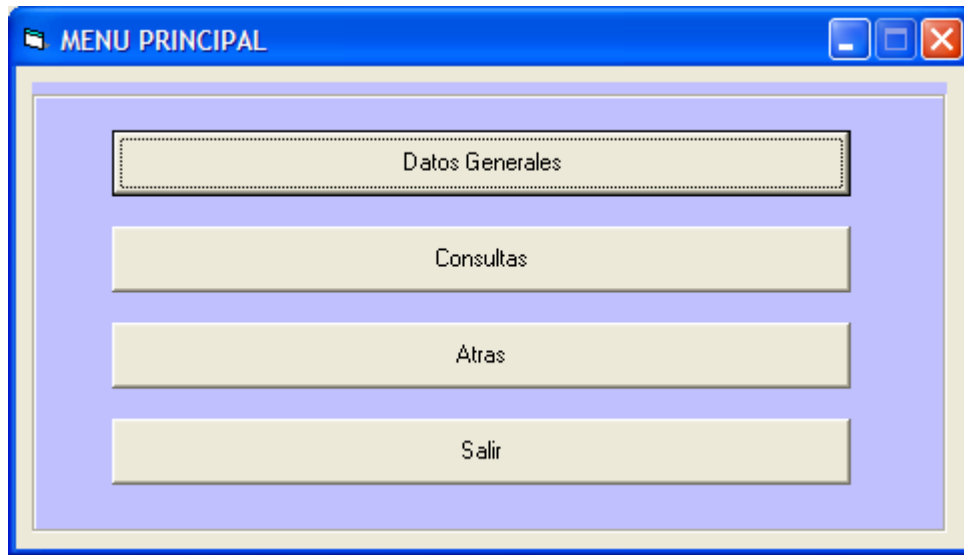 MENU PRINCIPAL
Datos Generales
Consultas
Atras
Salir